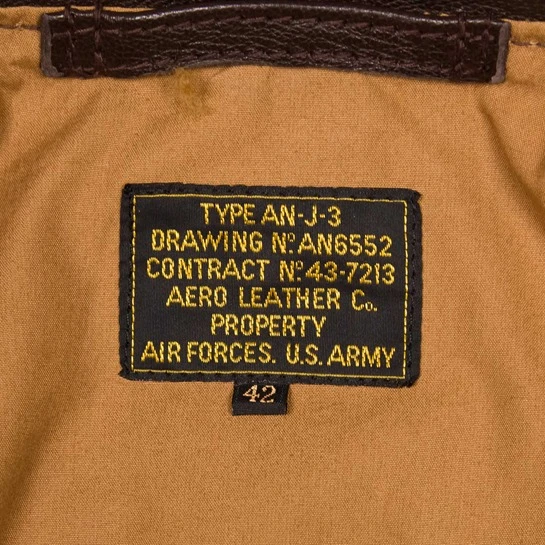 TYPE AN-J-3
DRAWING Nº AN6552
CONTRACT Nº 43-7213
AERO LEATHER Co.
PROPERTY
AIR FORCES. U.S. ARMY
42